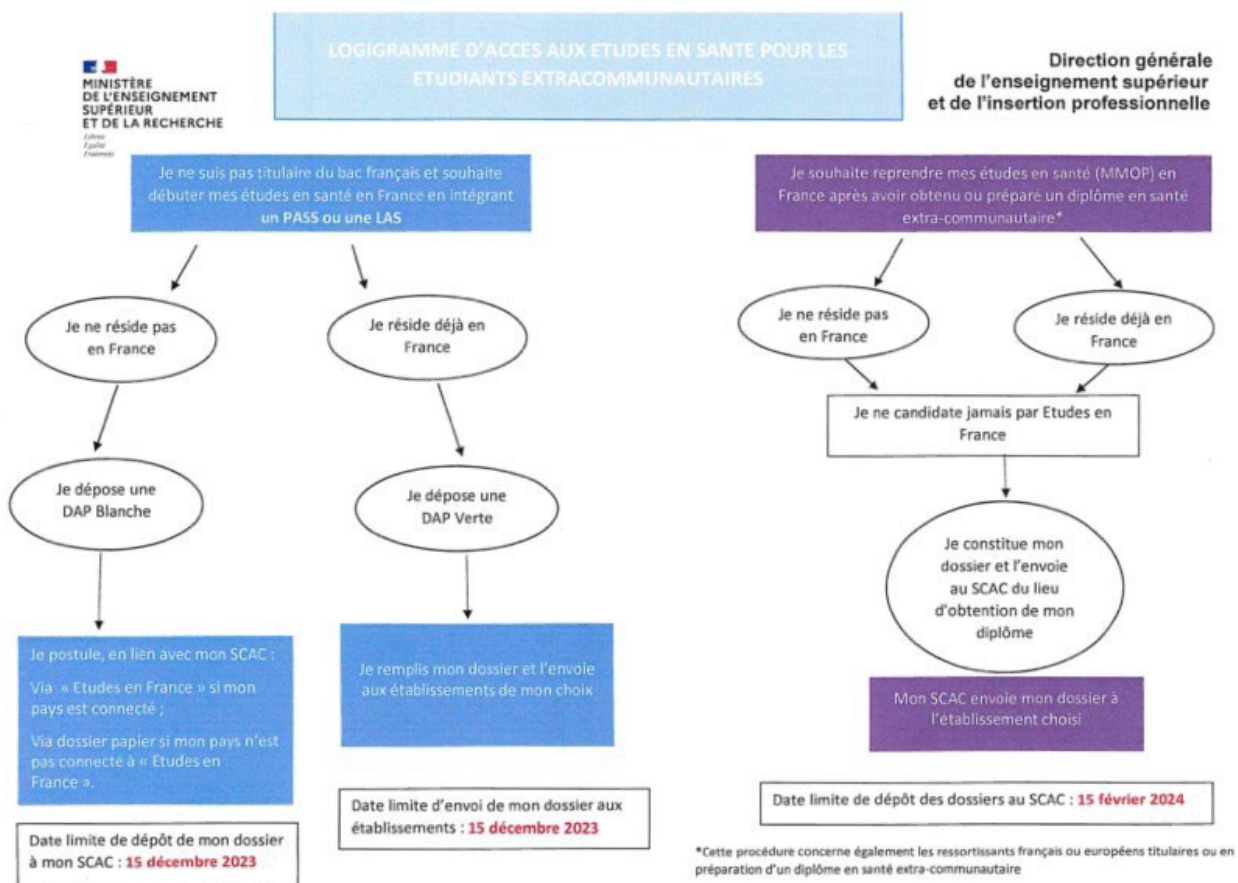 LOGIGRAMME D'ACCES AUX ETUDES EN SANTE POUR LES
ETUDIANTS EXTRACOMMUNAUTAIRES
MINISTÈRE
DE L'ENSEIGNEMENT
SUPÉRIEUR
ET DE LA RECHERCHE
Liberté
Égalité
Fraternité
Direction générale
de l'enseignement supérieur
et de l'insertion professionnelle
Je ne suis pas titulaire du bac français et souhaite
débuter mes études en santé en France en intégrant
un PASS ou une LAS
Je ne réside pas
en France
Je réside déjà en
France
Je dépose une
DAP Blanche
Je dépose une
DAP Verte
Je postule, en lien avec mon SCAC :
Via « Etudes en France » si mon
pays est connecté ;
Via dossier papier si mon pays n'est
pas connecté à « Etudes en
France ».
Je remplis mon dossier et l'envoie
aux établissements de mon choix
Date limite de dépôt de mon dossier
à mon SCAC : 15 décembre 2023
Date limite d'envoi de mon dossier aux
établissements : 15 décembre 2023
Je souhaite reprendre mes études en santé (MMOP) en
France après avoir obtenu ou préparé un diplôme en santé
extra-communautaire*
Je ne réside pas
en France
Je réside déjà en
France
Je ne candidate jamais par Etudes en
France
Je constitue mon
dossier et l'envoie
au SCAC du lieu
d'obtention de mon
diplôme
Mon SCAC envoie mon dossier à
l'établissement choisi
Date limite de dépôt des dossiers au SCAC : 15 février 2024
*Cette procédure concerne également les ressortissants français ou européens titulaires ou en
préparation d'un diplôme en santé extra-communautaire